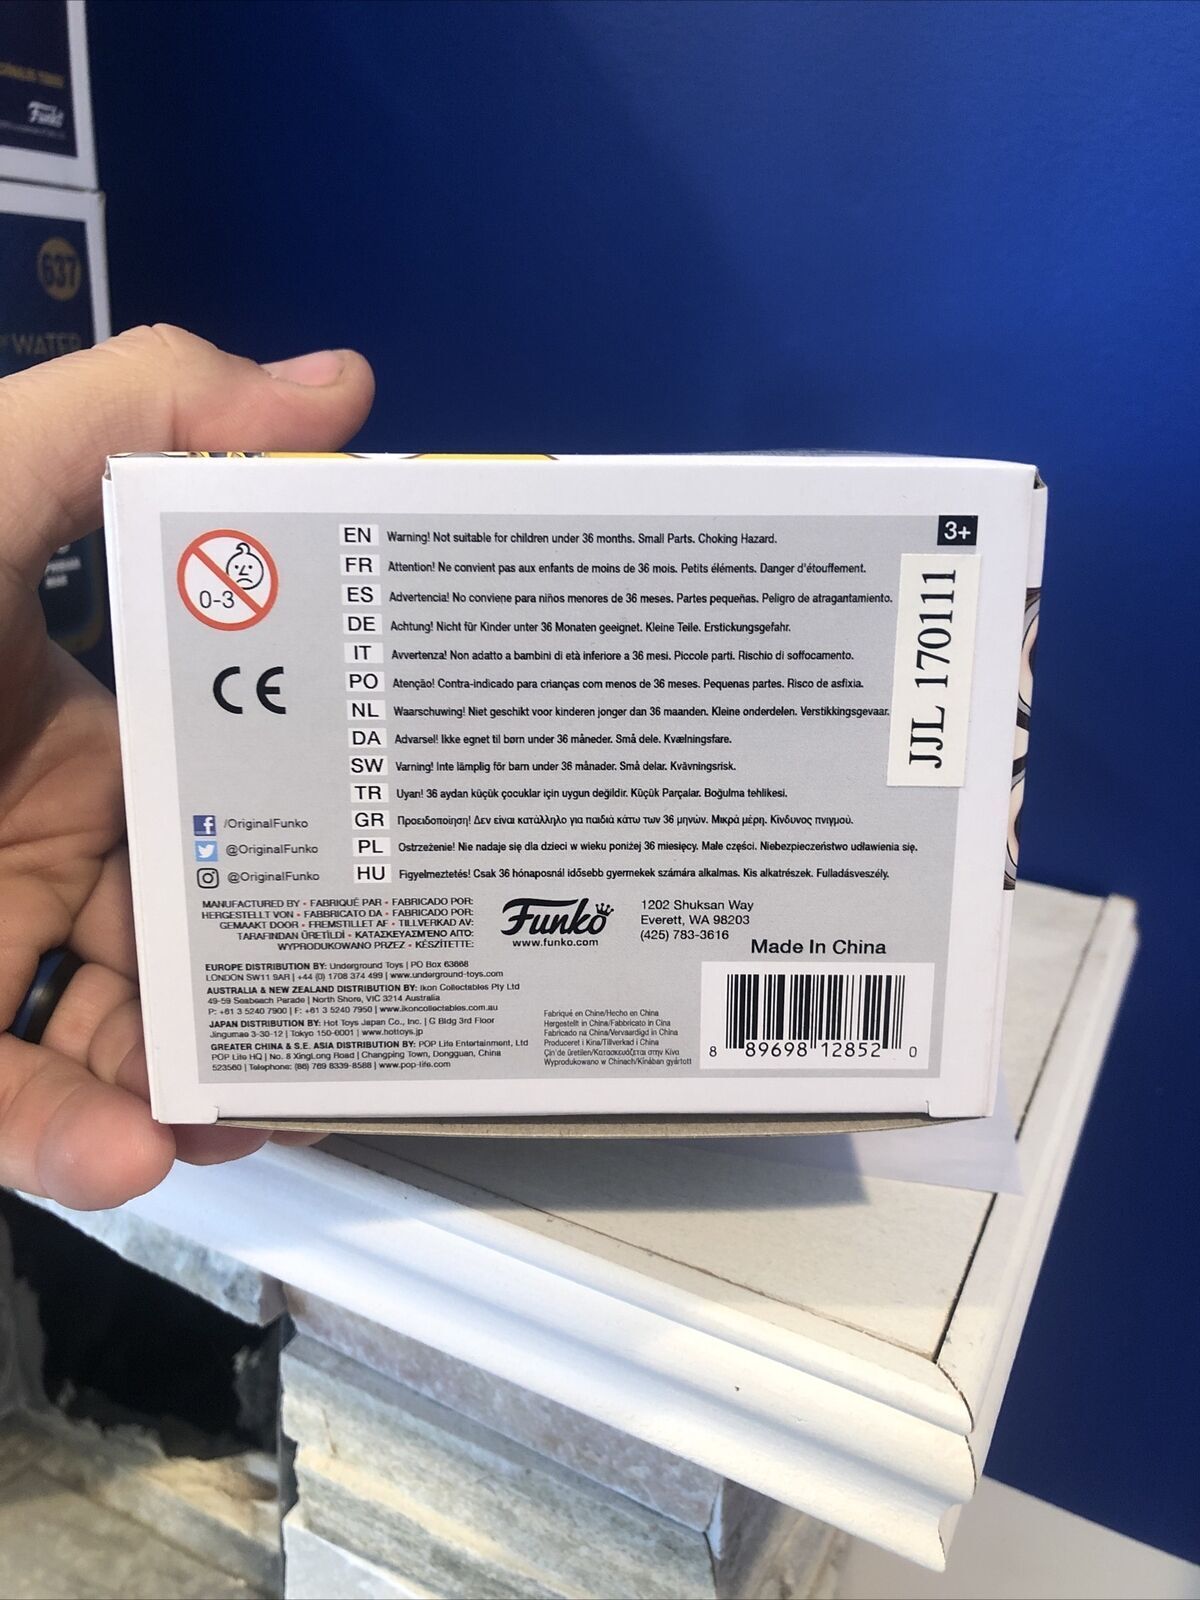 Funko
637
WATER
3+
0-3
CE
EN Warning! Not suitable for children under 36 months. Small Parts. Choking Hazard.
FR Attention! Ne convient pas aux enfants de moins de 36 mois. Petits éléments. Danger d'étouffement.
ES Advertencia! No conviene para niños menores de 36 meses. Partes pequeñas. Peligro de atragantamiento.
DE Achtung! Nicht für Kinder unter 36 Monaten geeignet. Kleine Teile. Erstickungsgefahr.
IT Avvertenza! Non adatto a bambini di età inferiore a 36 mesi. Piccole parti. Rischio di soffocamento.
PO Atenção! Contra-indicado para crianças com menos de 36 meses. Pequenas partes. Risco de asfixia.
NL Waarschuwing! Niet geschikt voor kinderen jonger dan 36 maanden. Kleine onderdelen. Verstikkingsgevaar.
DA Advarsel! Ikke egnet til børn under 36 måneder. Små dele. Kvælningsfare.
SW Varning! Inte lämplig för barn under 36 månader. Små delar. Kvävningsrisk.
TR Uyarı! 36 aydan küçük çocuklar için uygun değildir. Küçük Parçalar. Boğulma tehlikesi.
GR Προειδοποίηση! Δεν είναι κατάλληλο για παιδιά κάτω των 36 μηνών. Μικρά μέρη. Κίνδυνος πνιγμού.
PL Ostrzeżenie! Nie nadaje się dla dzieci w wieku poniżej 36 miesięcy. Małe części. Niebezpieczeństwo udławienia się.
HU Figyelmeztetés! Csak 36 hónaposnál idősebb gyermekek számára alkalmas. Kis alkatrészek. Fulladásveszély.
JJL 170111
/OriginalFunko
@OriginalFunko
@OriginalFunko
MANUFACTURED BY • FABRIQUÉ PAR • FABRICADO POR:
HERGESTELLT VON • FABBRICATO DA • FABRICADO POR:
GEMAAKT DOOR • FREMSTILLET AF • TILLVERKAD AV:
TARAFINDAN ÜRETİLDİ • ΚΑΤΑΣΚΕΥΑΣΜΕΝΟ ΑΠΟ:
WYPRODUKOWANO PRZEZ • KÉSZÍTETTE:
Funko
www.funko.com
1202 Shuksan Way
Everett, WA 98203
(425) 783-3616
Made In China
EUROPE DISTRIBUTION BY: Underground Toys | PO Box 63668
LONDON SW11 9AR | +44 (0) 1708 374 499 | www.underground-toys.com
AUSTRALIA & NEW ZEALAND DISTRIBUTION BY: Ikon Collectables Pty Ltd
49-59 Seabeach Parade | North Shore, VIC 3214 Australia
P: +61 3 5240 7900 | F: +61 3 5240 7950 | www.ikoncollectables.com.au
JAPAN DISTRIBUTION BY: Hot Toys Japan Co., Inc. | G Bldg 3rd Floor
Jingumae 3-30-12 | Tokyo 150-0001 | www.hottoys.jp
GREATER CHINA & S.E. ASIA DISTRIBUTION BY: POP Life Entertainment, Ltd
POP Life HQ | No. 8 XingLong Road | Changping Town, Dongguan, China
523560 | Telephone: (86) 769 8339-8588 | www.pop-life.com
Fabriqué en Chine/Hecho en China
Hergestellt in China/Fabbricato in Cina
Fabricado na China/Vervaardigd in China
Produceret i Kina/Tillverkad i China
Çin'de üretilen/Κατασκευάζεται στην Κίνα
Wyprodukowano w Chinach/Kínában gyártott
8 89698 12852 0